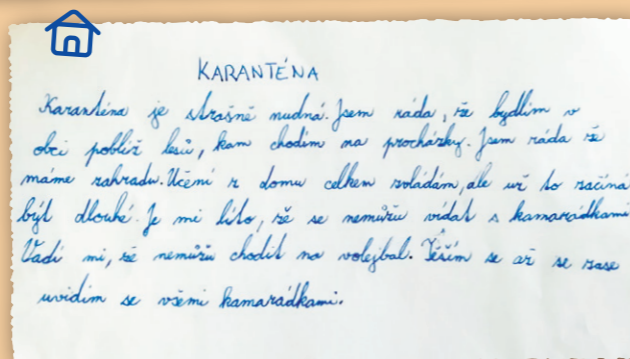 KARANTÉNA
Karanténa je strašně nudná. Jsem ráda, že bydlím v
obci poblíž lesů, kam chodím na procházky. Jsem ráda že
máme zahradu. Učení z domu celkem zvládám, ale už to začíná
být dlouhé. Je mi líto, že se nemůžu vídat s kamarádkami
Vadí mi, že nemůžu chodit na volejbal. Těším se až se zase
uvidím se všemi kamarádkami.